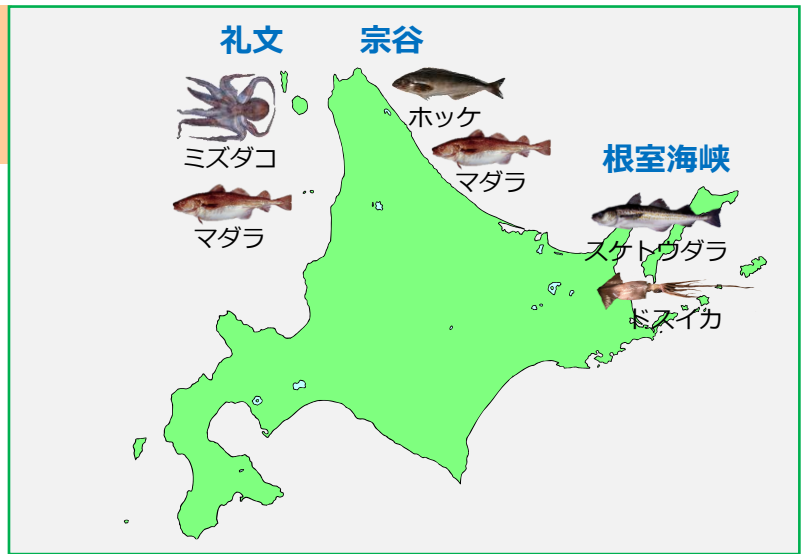 礼文
宗谷
ミズダコ
マダラ
ホッケ
マダラ
根室海峡
スケトウダラ
ドスイカ